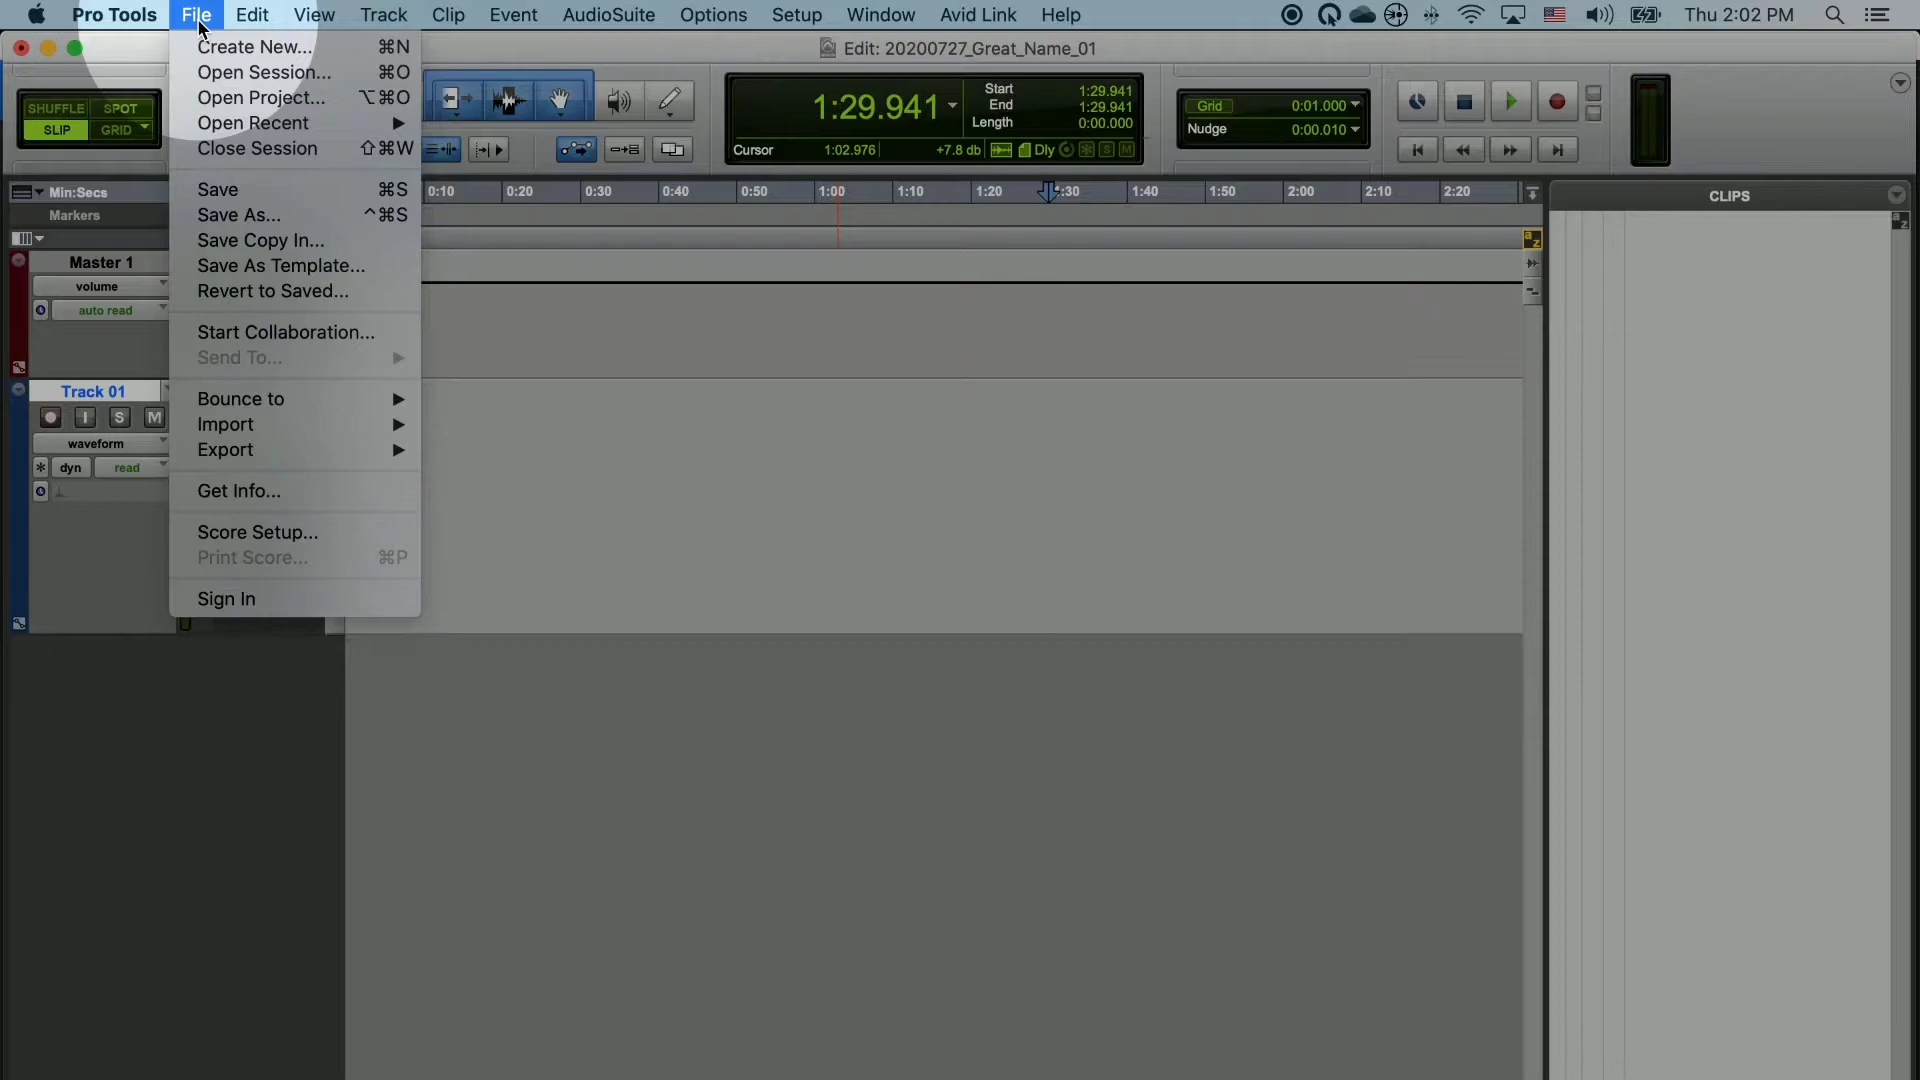 Pro Tools File Edit View Track Clip Event AudioSuite Options Setup Window Avid Link Help Thu 2:02 PM
Edit: 20200727_Great_Name_01
Create New... ⌘N
Open Session... ⌘O
Open Project... ⌥⌘O
Open Recent ▶
Close Session ⇧⌘W
Save ⌘S
Save As... ^⌘S
Save Copy In...
Save As Template...
Revert to Saved...
Start Collaboration...
Send To... ▶
Bounce to ▶
Import ▶
Export ▶
Get Info...
Score Setup...
Print Score... ⌘P
Sign In
SHUFFLE SPOT
SLIP GRID
1:29.941
Start 1:29.941
End 1:29.941
Length 0:00.000
Cursor 1:02.976 +7.8 db Dly S M
Grid 0:01.000
Nudge 0:00.010
Min:Secs 0:10 0:20 0:30 0:40 0:50 1:00 1:10 1:20 1:30 1:40 1:50 2:00 2:10 2:20
Markers
CLIPS
a z
a z
Master 1
volume
auto read
Track 01
I S M
waveform
* dyn read